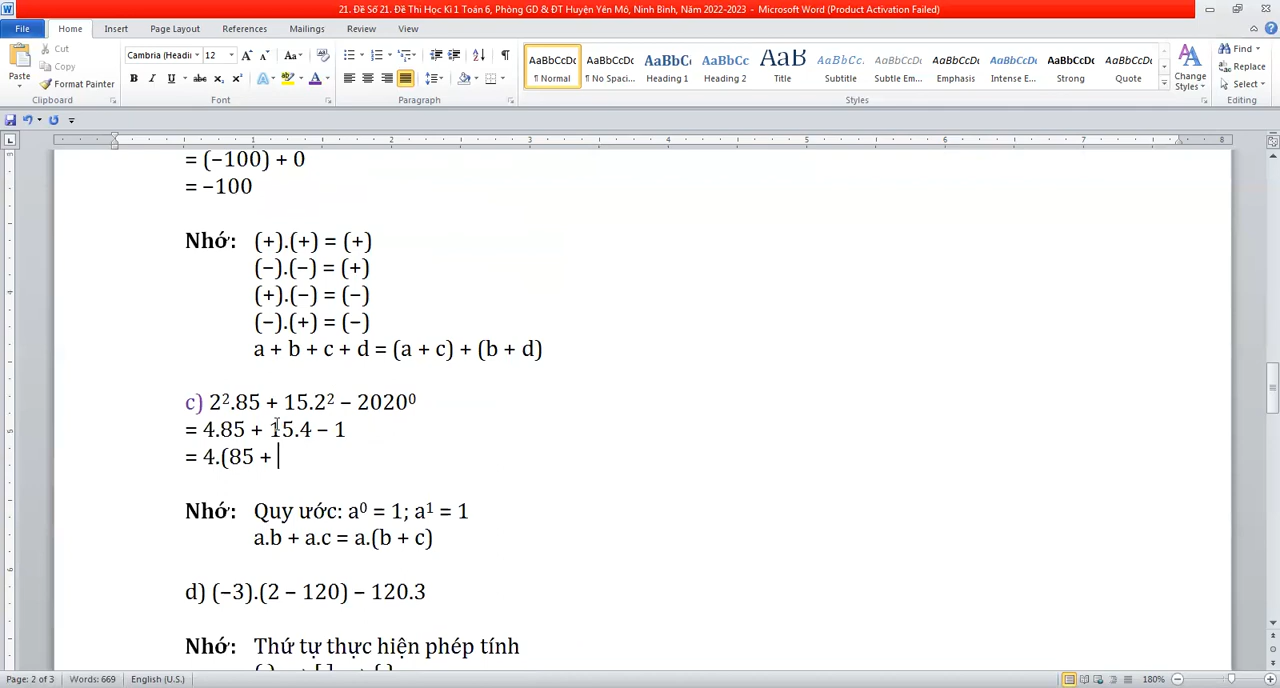 21. Đề Số 21. Đề Thi Học Kì 1 Toán 6, Phòng GD & ĐT Huyện Yên Mô, Ninh Bình, Năm 2022-2023 - Microsoft Word (Product Activation Failed)
File Home Insert Page Layout References Mailings Review View
Cut
Copy
Format Painter
Paste
Clipboard
Cambria (Headi 12
Font
Paragraph
AaBbCcDc AaBbCcDc AaBbCc AaBbCc AaB AaBbCc. AaBbCcDc AaBbCcDc AaBbCcDc AaBbCcDc AaBbCcDc
¶ Normal ¶ No Spaci... Heading 1 Heading 2 Title Subtitle Subtle Em... Emphasis Intense E... Strong Quote
Styles
Change Styles
Find
Replace
Select
Editing
= (−100) + 0
= −100
Nhớ: (+).(+) = (+)
(−).(−) = (+)
(+).(−) = (−)
(−).(+) = (−)
a + b + c + d = (a + c) + (b + d)
c) 2².85 + 15.2² − 2020⁰
= 4.85 + 15.4 − 1
= 4.(85 +
Nhớ: Quy ước: a⁰ = 1; a¹ = 1
a.b + a.c = a.(b + c)
d) (−3).(2 − 120) − 120.3
Nhớ: Thứ tự thực hiện phép tính
Page: 2 of 3 Words: 669 English (U.S.) 180%